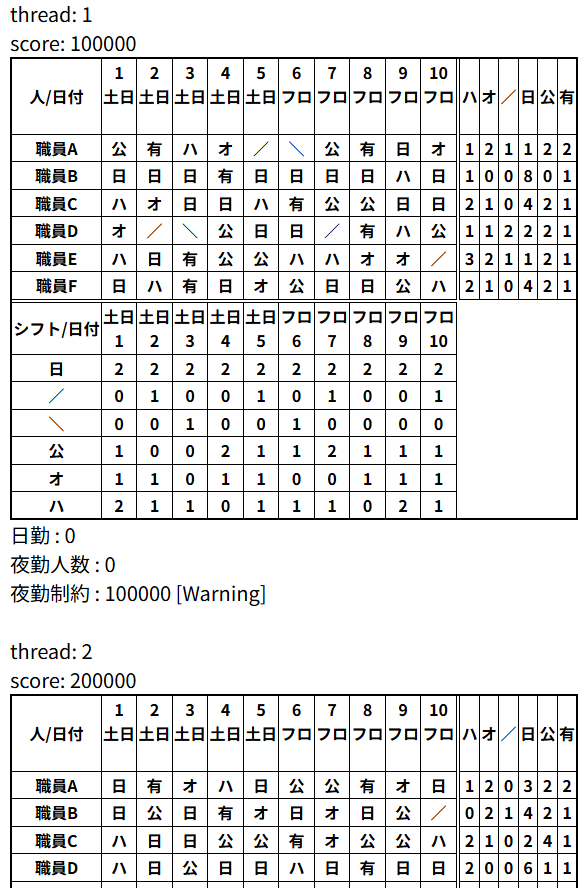 thread: 1
score: 100000
人/日付 1 2 3 4 5 6 7 8 9 10 ハ オ ／ 日 公 有
土日 土日 土日 土日 土日 フロ フロ フロ フロ フロ
職員A 公 有 ハ オ ／ ＼ 公 有 日 オ 1 2 1 1 2 2
職員B 日 日 日 有 日 日 日 日 ハ 日 1 0 0 8 0 1
職員C ハ オ 日 日 ハ 有 公 公 日 日 2 1 0 4 2 1
職員D オ ／ ＼ 公 日 日 ／ 有 ハ 公 1 1 2 2 2 1
職員E ハ 日 有 公 公 ハ ハ オ オ ／ 3 2 1 1 2 1
職員F 日 ハ 有 日 オ 公 日 日 公 ハ 2 1 0 4 2 1
シフト/日付 土日 土日 土日 土日 土日 フロ フロ フロ フロ フロ
1 2 3 4 5 6 7 8 9 10
日 2 2 2 2 2 2 2 2 2 2
／ 0 1 0 0 1 0 1 0 0 1
＼ 0 0 1 0 0 1 0 0 0 0
公 1 0 0 2 1 1 2 1 1 1
オ 1 1 0 1 1 0 0 1 1 1
ハ 2 1 1 0 1 1 1 0 2 1
日勤 : 0
夜勤人数 : 0
夜勤制約 : 100000 [Warning]
thread: 2
score: 200000
人/日付 1 2 3 4 5 6 7 8 9 10 ハ オ ／ 日 公 有
土日 土日 土日 土日 土日 フロ フロ フロ フロ フロ
職員A 日 有 オ ハ 日 公 公 有 オ 日 1 2 0 3 2 2
職員B 日 公 日 有 オ 日 オ 日 公 ／ 0 2 1 4 2 1
職員C ハ 日 日 公 公 有 オ 公 公 ハ 2 1 0 2 4 1
職員D ハ 日 公 日 日 ハ 日 有 日 日 2 0 0 6 1 1